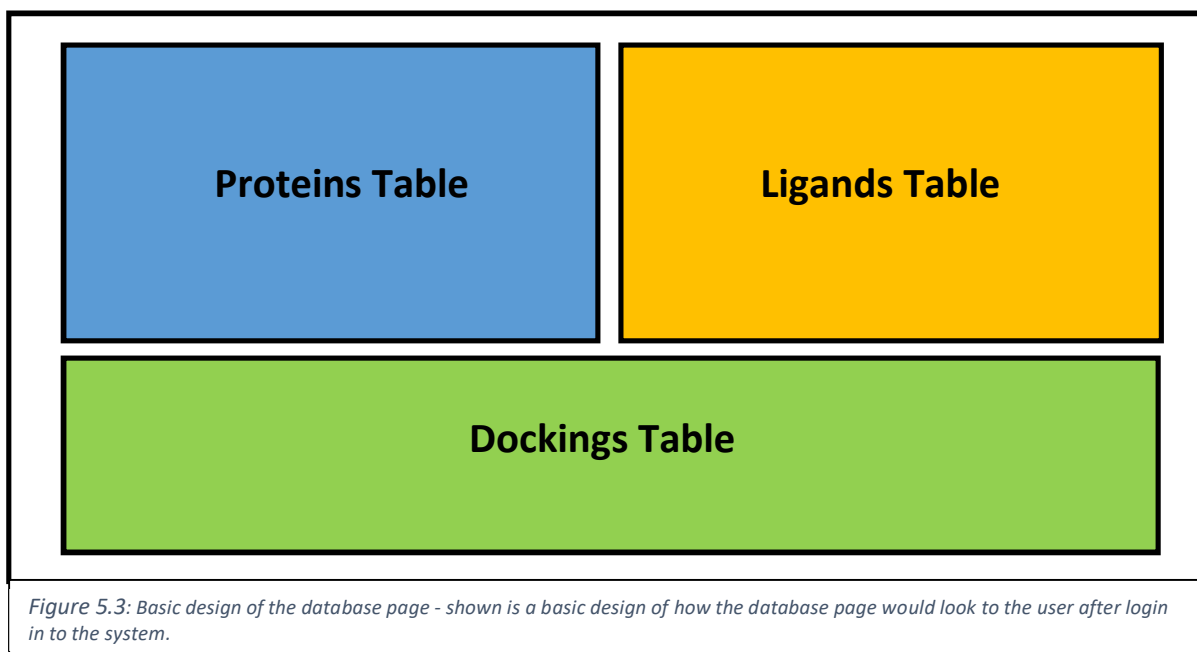 Proteins Table
Ligands Table
Dockings Table
Figure 5.3: Basic design of the database page - shown is a basic design of how the database page would look to the user after login
in to the system.